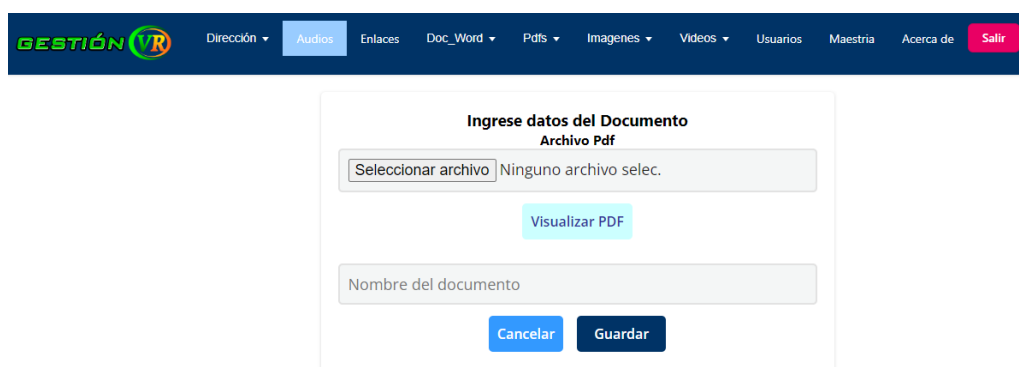 GESTIÓN VR Dirección Audios Enlaces Doc_Word Pdfs Imagenes Videos Usuarios Maestria Acerca de Salir
Ingrese datos del Documento
Archivo Pdf
Seleccionar archivo Ninguno archivo selec.
Visualizar PDF
Nombre del documento
Cancelar Guardar